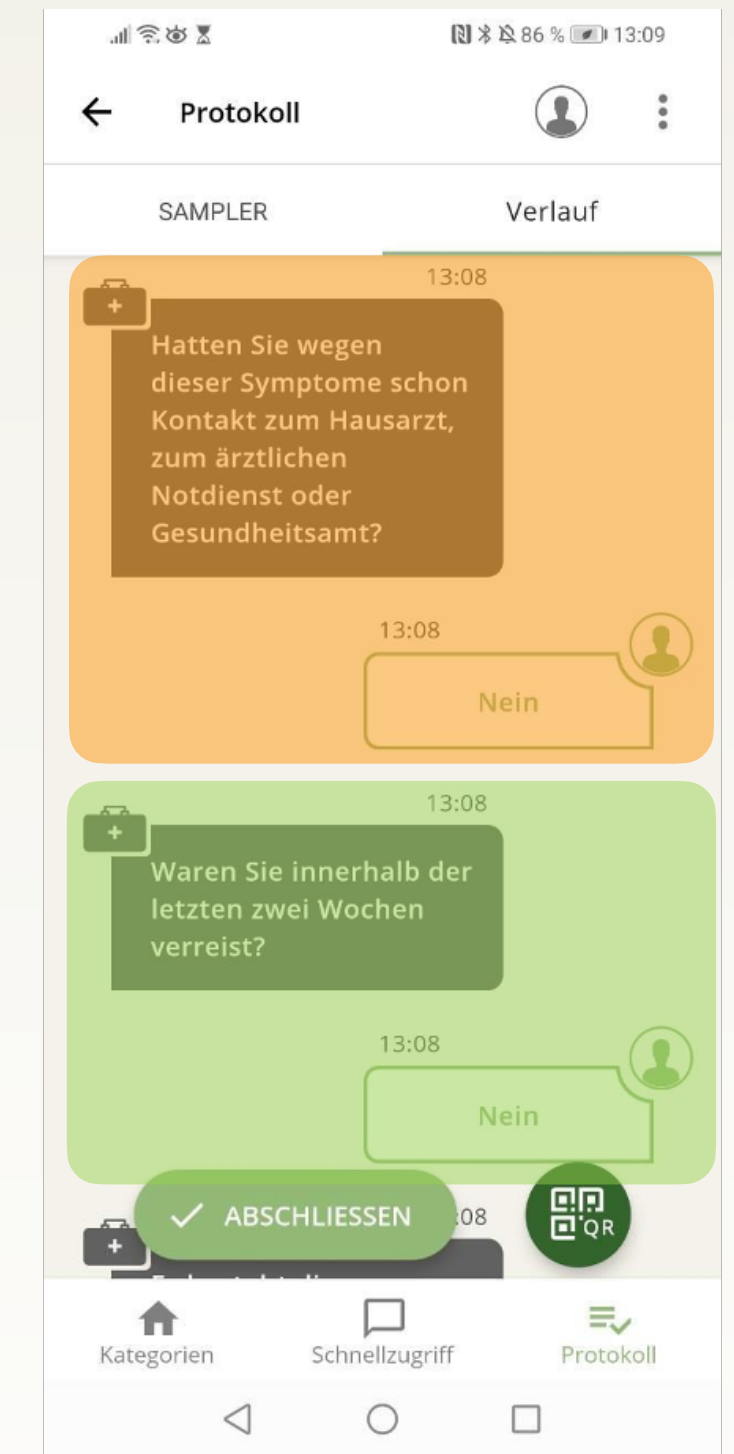 86 % 13:09
Protokoll
SAMPLER Verlauf
13:08
Hatten Sie wegen
dieser Symptome schon
Kontakt zum Hausarzt,
zum ärztlichen
Notdienst oder
Gesundheitsamt?
13:08
Nein
13:08
Waren Sie innerhalb der
letzten zwei Wochen
verreist?
13:08
Nein
ABSCHLIESSEN :08 QR
Kategorien Schnellzugriff Protokoll